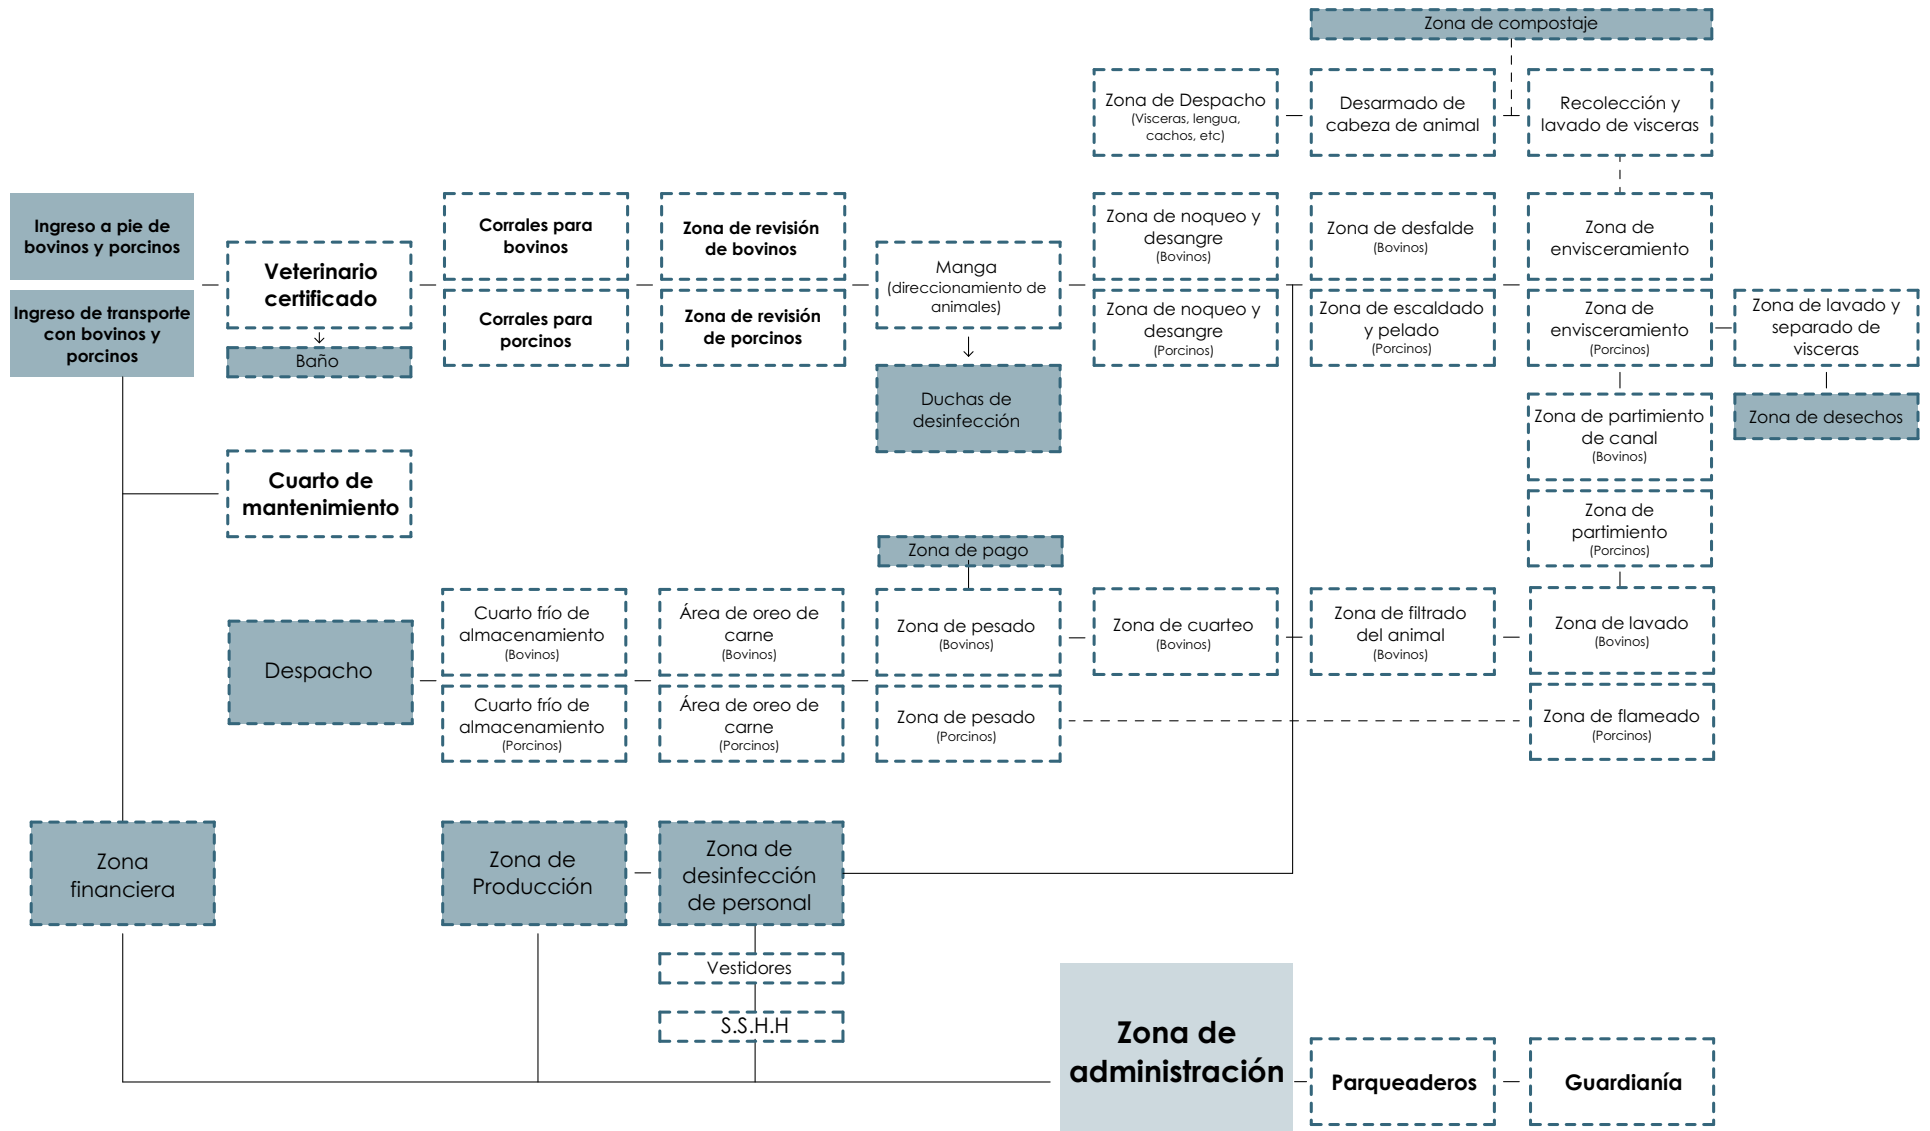 Zona de compostaje
Zona de Despacho
(Visceras, lengua,
cachos, etc)
Desarmado de
cabeza de animal
Recolección y
lavado de visceras
Ingreso a pie de
bovinos y porcinos
Ingreso de transporte
con bovinos y
porcinos
Veterinario
certificado
Baño
Corrales para
bovinos
Corrales para
porcinos
Zona de revisión
de bovinos
Zona de revisión
de porcinos
Manga
(direccionamiento de
animales)
Duchas de
desinfección
Zona de noqueo y
desangre
(Bovinos)
Zona de noqueo y
desangre
(Porcinos)
Zona de desfalde
(Bovinos)
Zona de escaldado
y pelado
(Porcinos)
Zona de
envisceramiento
Zona de
envisceramiento
(Porcinos)
Zona de lavado y
separado de
visceras
Zona de desechos
Zona de partimiento
de canal
(Bovinos)
Zona de
partimiento
(Porcinos)
Cuarto de
mantenimiento
Zona de pago
Despacho
Cuarto frío de
almacenamiento
(Bovinos)
Cuarto frío de
almacenamiento
(Porcinos)
Área de oreo de
carne
(Bovinos)
Área de oreo de
carne
(Porcinos)
Zona de pesado
(Bovinos)
Zona de pesado
(Porcinos)
Zona de cuarteo
(Bovinos)
Zona de filtrado
del animal
(Bovinos)
Zona de lavado
(Bovinos)
Zona de flameado
(Porcinos)
Zona
financiera
Zona de
Producción
Zona de
desinfección
de personal
Vestidores
S.S.H.H
Zona de
administración
Parqueaderos
Guardianía